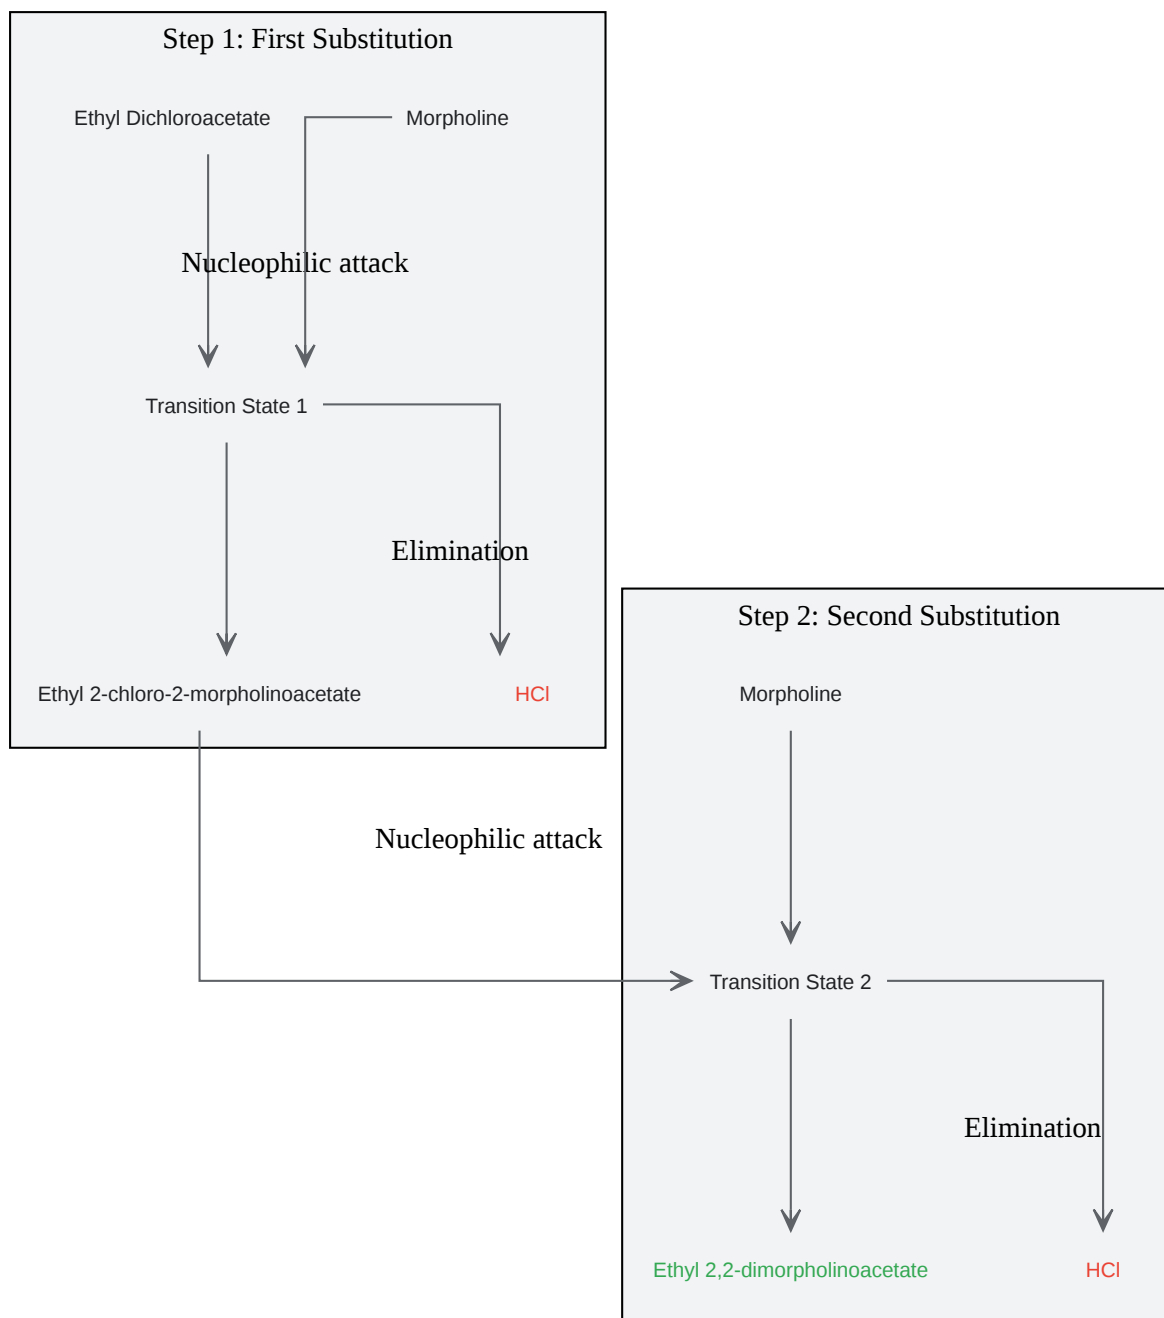 Step 1: First Substitution
Ethyl Dichloroacetate
Morpholine
Nucleophilic attack
Transition State 1
Elimination
Ethyl 2-chloro-2-morpholinoacetate
HCl
Step 2: Second Substitution
Morpholine
Nucleophilic attack
Transition State 2
Elimination
Ethyl 2,2-dimorpholinoacetate
HCl